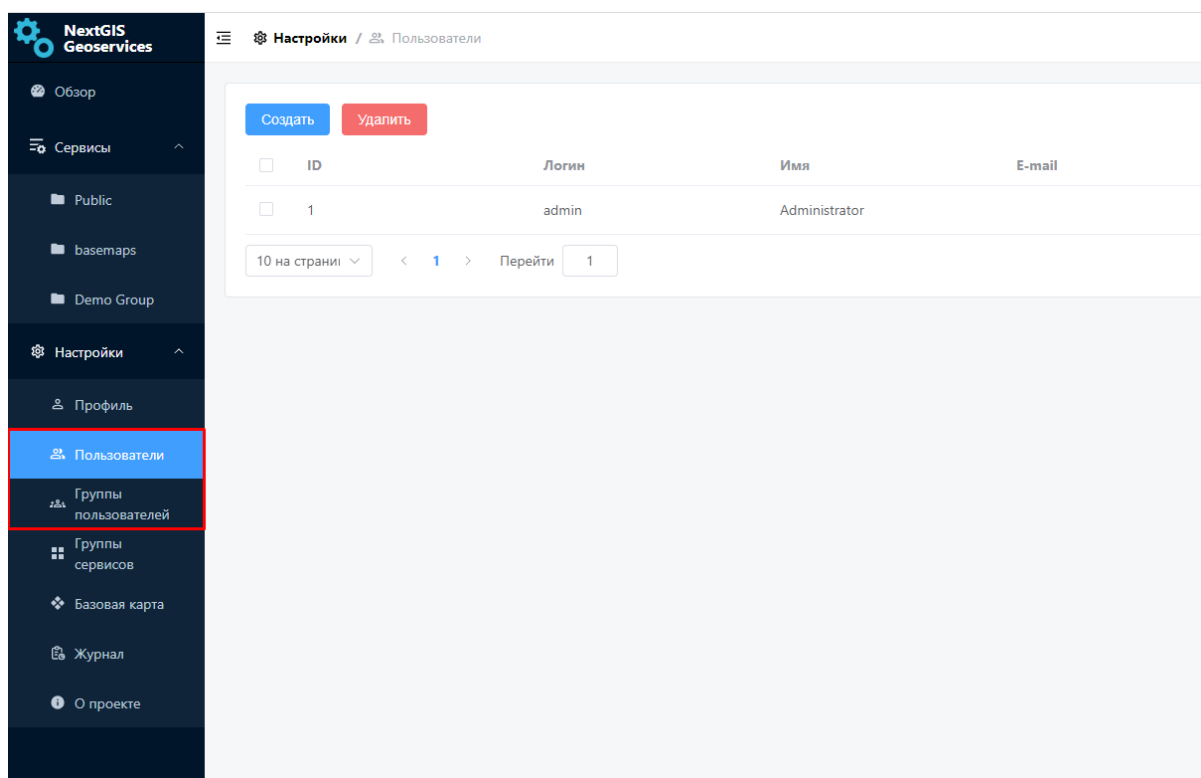 NextGIS
Geoservices
Настройки / Пользователи
Обзор
Сервисы
Public
basemaps
Demo Group
Настройки
Профиль
Пользователи
Группы
пользователей
Группы
сервисов
Базовая карта
Журнал
О проекте
Создать Удалить
ID Логин Имя E-mail
1 admin Administrator
10 на страни 1 Перейти 1